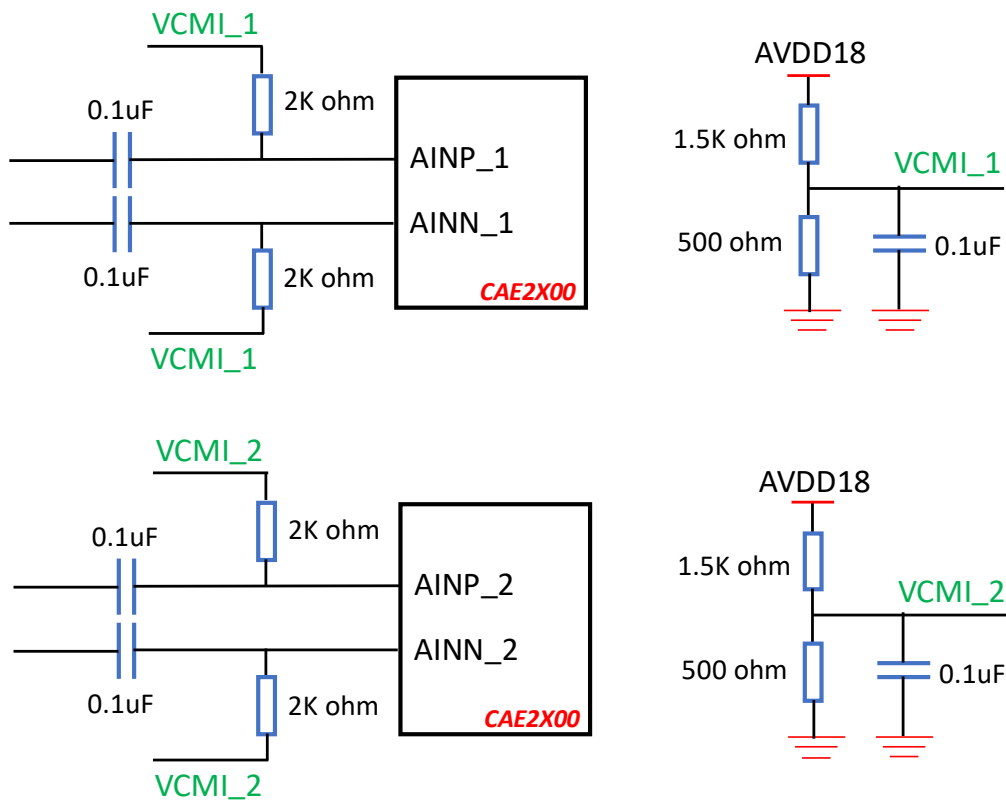 VCMI_1
2K ohm
0.1uF
AINP_1
AINN_1
0.1uF
2K ohm
CAE2X00
VCMI_1
AVDD18
1.5K ohm
VCMI_1
500 ohm
0.1uF
VCMI_2
2K ohm
0.1uF
AINP_2
AINN_2
0.1uF
2K ohm
CAE2X00
VCMI_2
AVDD18
1.5K ohm
VCMI_2
500 ohm
0.1uF